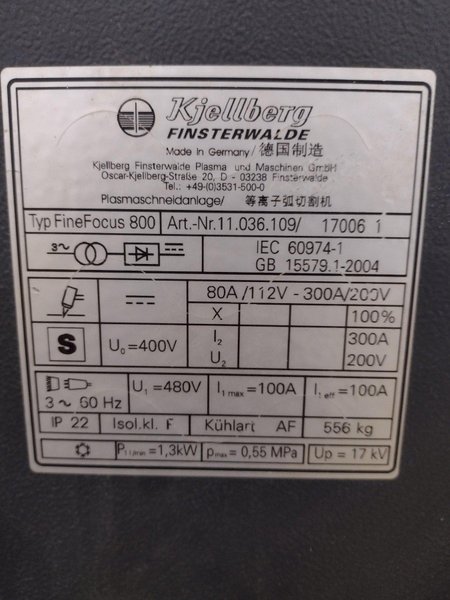 Kjellberg
FINSTERWALDE
Made in Germany/德国制造
Kjellberg Finsterwalde Plasma und Maschinen GmbH
Oscar-Kjellberg-Straße 20, D - 03238 Finsterwalde
Tel.: +49-(0)3531-500-0
Plasmaschneidanlage/ 等离子弧切割机
Typ FineFocus 800 Art.-Nr.11.036.109/ 17006 1
3~ IEC 60974-1
GB 15579.1-2004
80A/112V - 300A/200V
X 100%
S U₀=400V I₂ 300A
U₂ 200V
3 ~ 60 Hz U₁ =480V I₁ max =100A I₁ eff =100A
IP 22 Isol.kl. F Kühlart AF 556 kg
P₁ l/min =1,3kW pmax =0,55 MPa Up = 17 kV